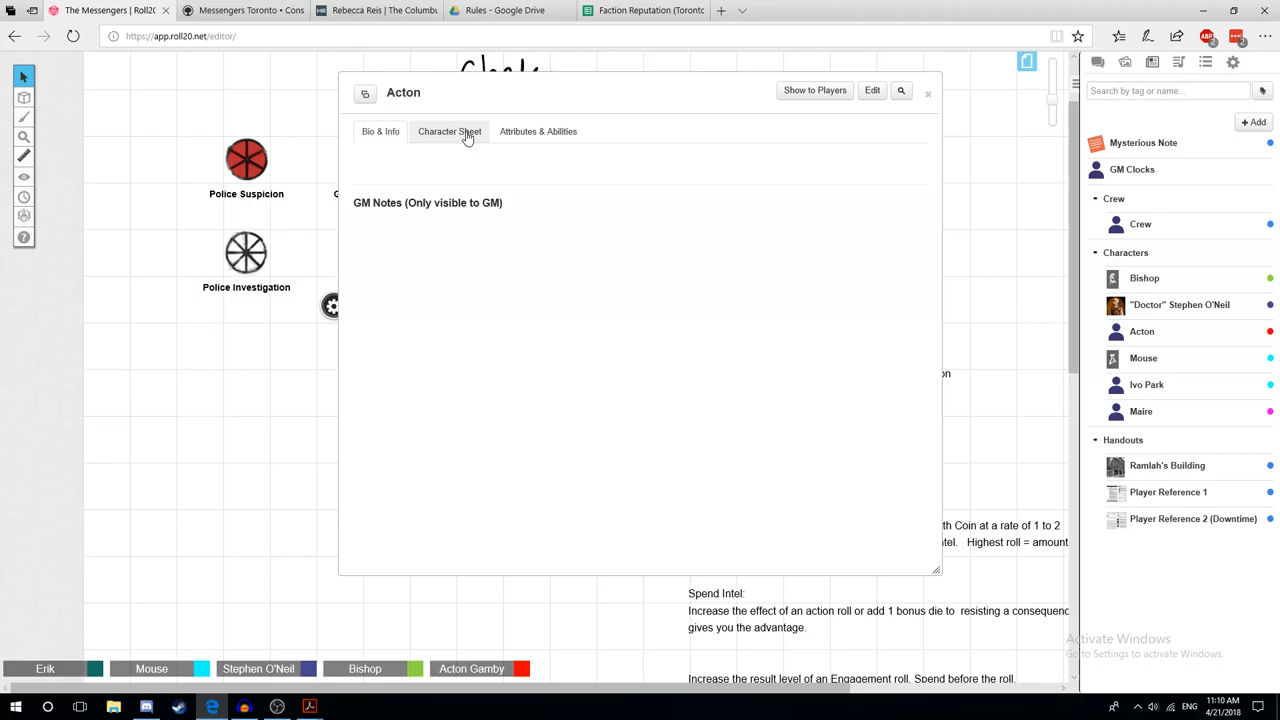 The Messengers | Roll20
Messengers Toronto • Cons
Rebecca Reis | The Columbu
Rules - Google Drive
Faction Reputation (Toronto
https://app.roll20.net/editor/
ABP
2
2
Acton
Show to Players
Edit
Bio & Info
Character Sheet
Attributes & Abilities
GM Notes (Only visible to GM)
Police Suspicion
Police Investigation
Search by tag or name...
+ Add
Mysterious Note
GM Clocks
Crew
Crew
Characters
Bishop
"Doctor" Stephen O'Neil
Acton
Mouse
Ivo Park
Maire
Handouts
Ramlah's Building
Player Reference 1
Player Reference 2 (Downtime)
on
th Coin at a rate of 1 to 2
ntel. Highest roll = amount
Spend Intel:
Increase the effect of an action roll or add 1 bonus die to resisting a consequenc
gives you the advantage.
Increase the result level of an Engagement roll. Spend before the roll.
Activate Windows
Go to Settings to activate Windows.
Erik
Mouse
Stephen O'Neil
Bishop
Acton Gamby
ENG
11:10 AM
4/21/2018